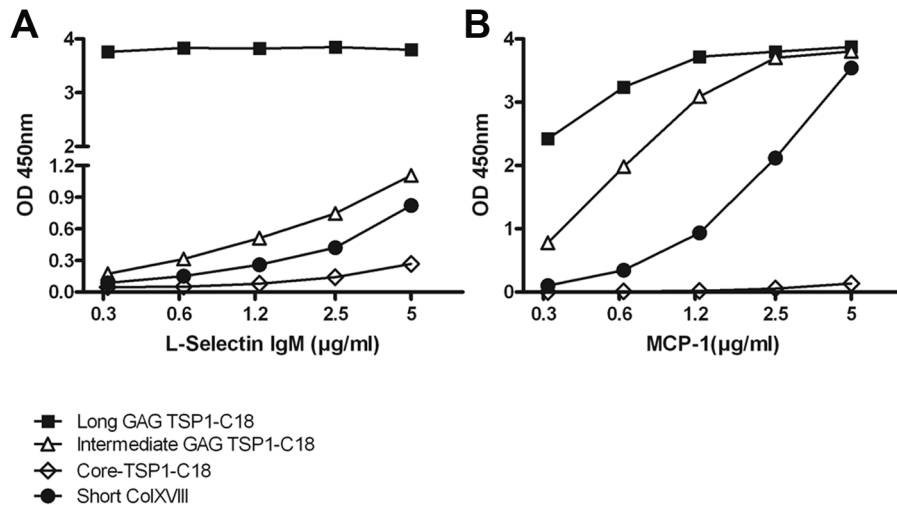 A
4
3
2
1.2
0.9
0.6
0.3
0.0
OD 450nm
0.3 0.6 1.2 2.5 5
L-Selectin IgM (µg/ml)
B
4
3
2
1
0
OD 450nm
0.3 0.6 1.2 2.5 5
MCP-1(µg/ml)
Long GAG TSP1-C18
Intermediate GAG TSP1-C18
Core-TSP1-C18
Short ColXVIII